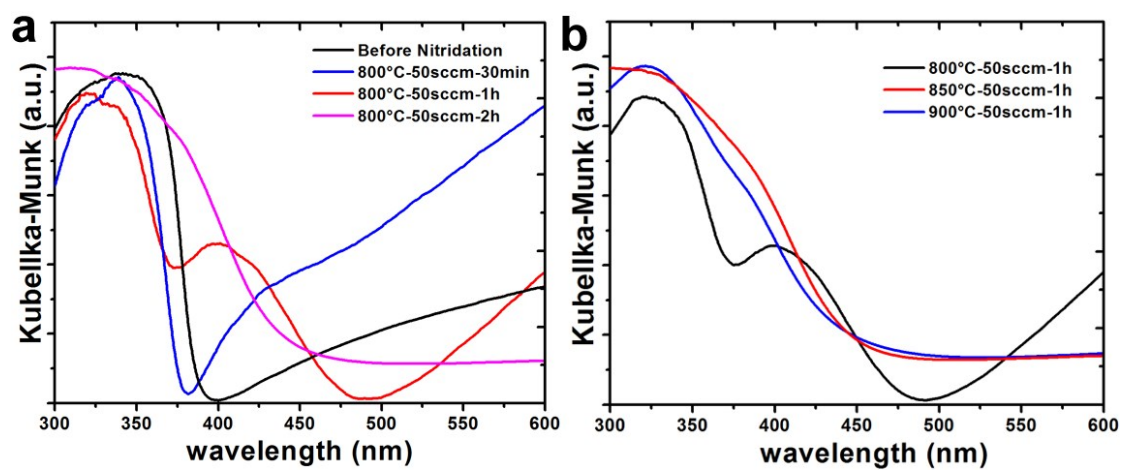 a
Before Nitridation
800°C-50sccm-30min
800°C-50sccm-1h
800°C-50sccm-2h
Kubellka-Munk (a.u.)
300 350 400 450 500 550 600
wavelength (nm)
b
800°C-50sccm-1h
850°C-50sccm-1h
900°C-50sccm-1h
Kubellka-Munk (a.u.)
300 350 400 450 500 550 600
wavelength (nm)